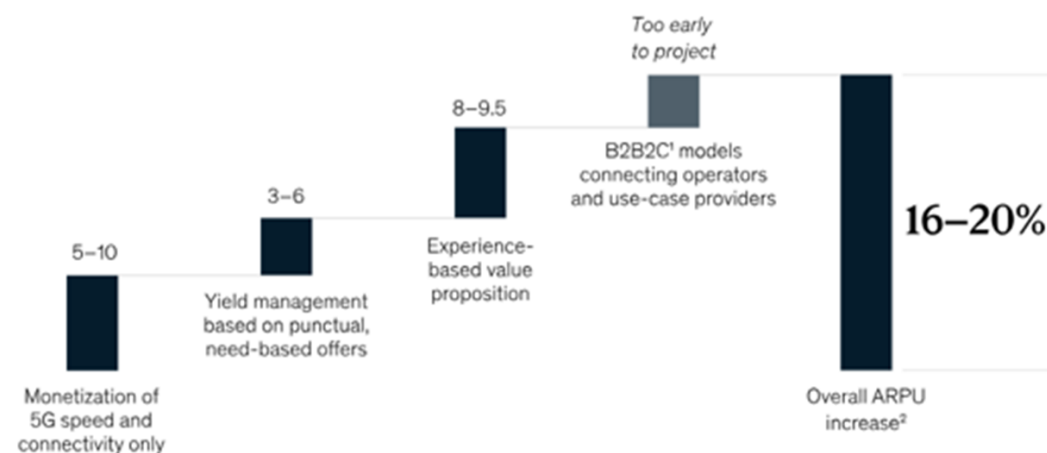 Too early
to project
8–9.5
B2B2C¹ models
connecting operators
and use-case providers
3–6
16–20%
Experience-
based value
proposition
5–10
Yield management
based on punctual,
need-based offers
Monetization of
5G speed and
connectivity only
Overall ARPU
increase²